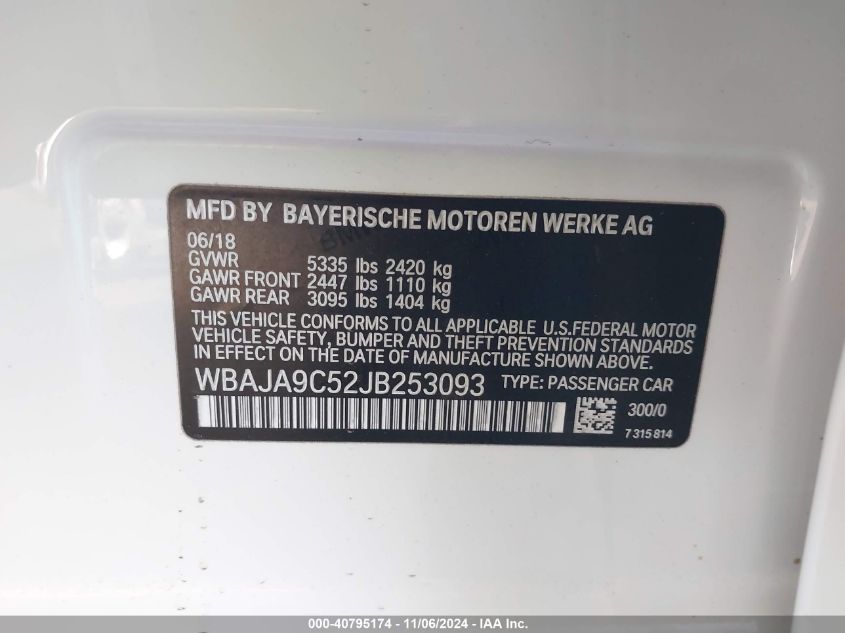 MFD BY BAYERISCHE MOTOREN WERKE AG
06/18
GVWR 5335 lbs 2420 kg
GAWR FRONT 2447 lbs 1110 kg
GAWR REAR 3095 lbs 1404 kg
THIS VEHICLE CONFORMS TO ALL APPLICABLE U.S.FEDERAL MOTOR
VEHICLE SAFETY, BUMPER AND THEFT PREVENTION STANDARDS
IN EFFECT ON THE DATE OF MANUFACTURE SHOWN ABOVE.
WBAJA9C52JB253093 TYPE: PASSENGER CAR
300/0
7 315 814
000-40795174 - 11/06/2024 - IAA Inc.